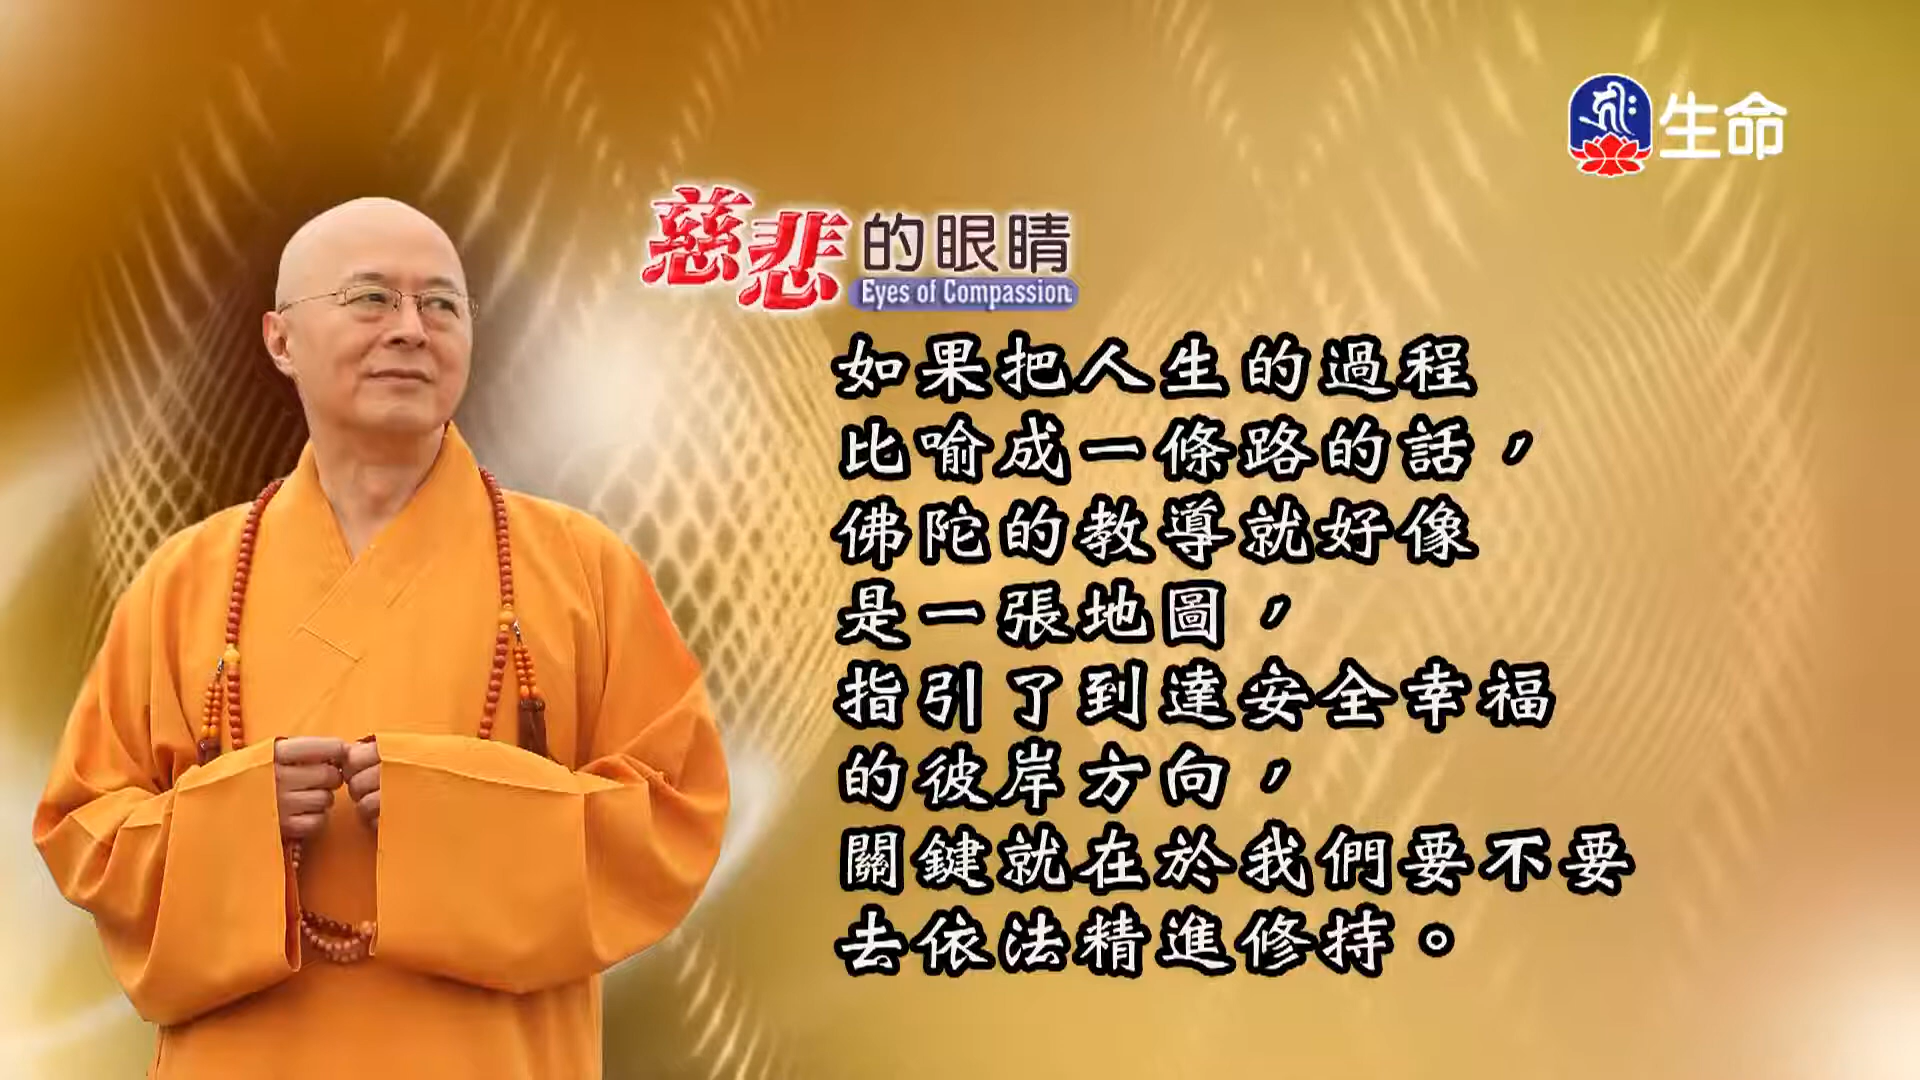 生命
慈悲的眼睛
Eyes of Compassion
如果把人生的過程
比喻成一條路的話，
佛陀的教導就好像
是一張地圖，
指引了到達安全幸福
的彼岸方向，
關鍵就在於我們要不要
去依法精進修持。